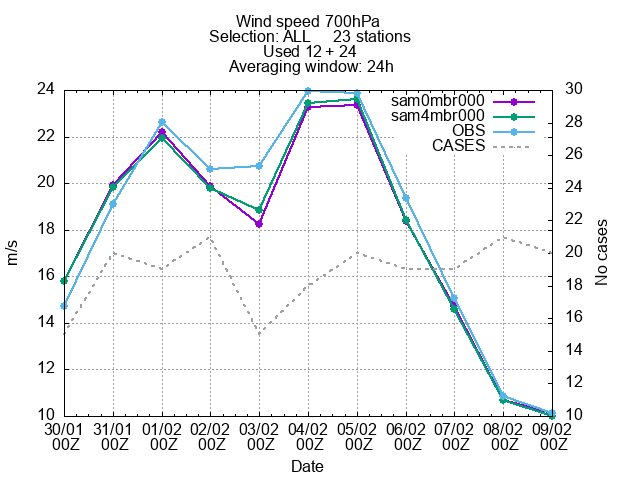 Wind speed 700hPa
Selection: ALL 23 stations
Used 12 + 24
Averaging window: 24h
sam0mbr000
sam4mbr000
OBS
CASES
24
22
20
18
16
14
12
10
m/s
30
28
26
24
22
20
18
16
14
12
10
No cases
30/01 31/01 01/02 02/02 03/02 04/02 05/02 06/02 07/02 08/02 09/02
00Z 00Z 00Z 00Z 00Z 00Z 00Z 00Z 00Z 00Z 00Z
Date